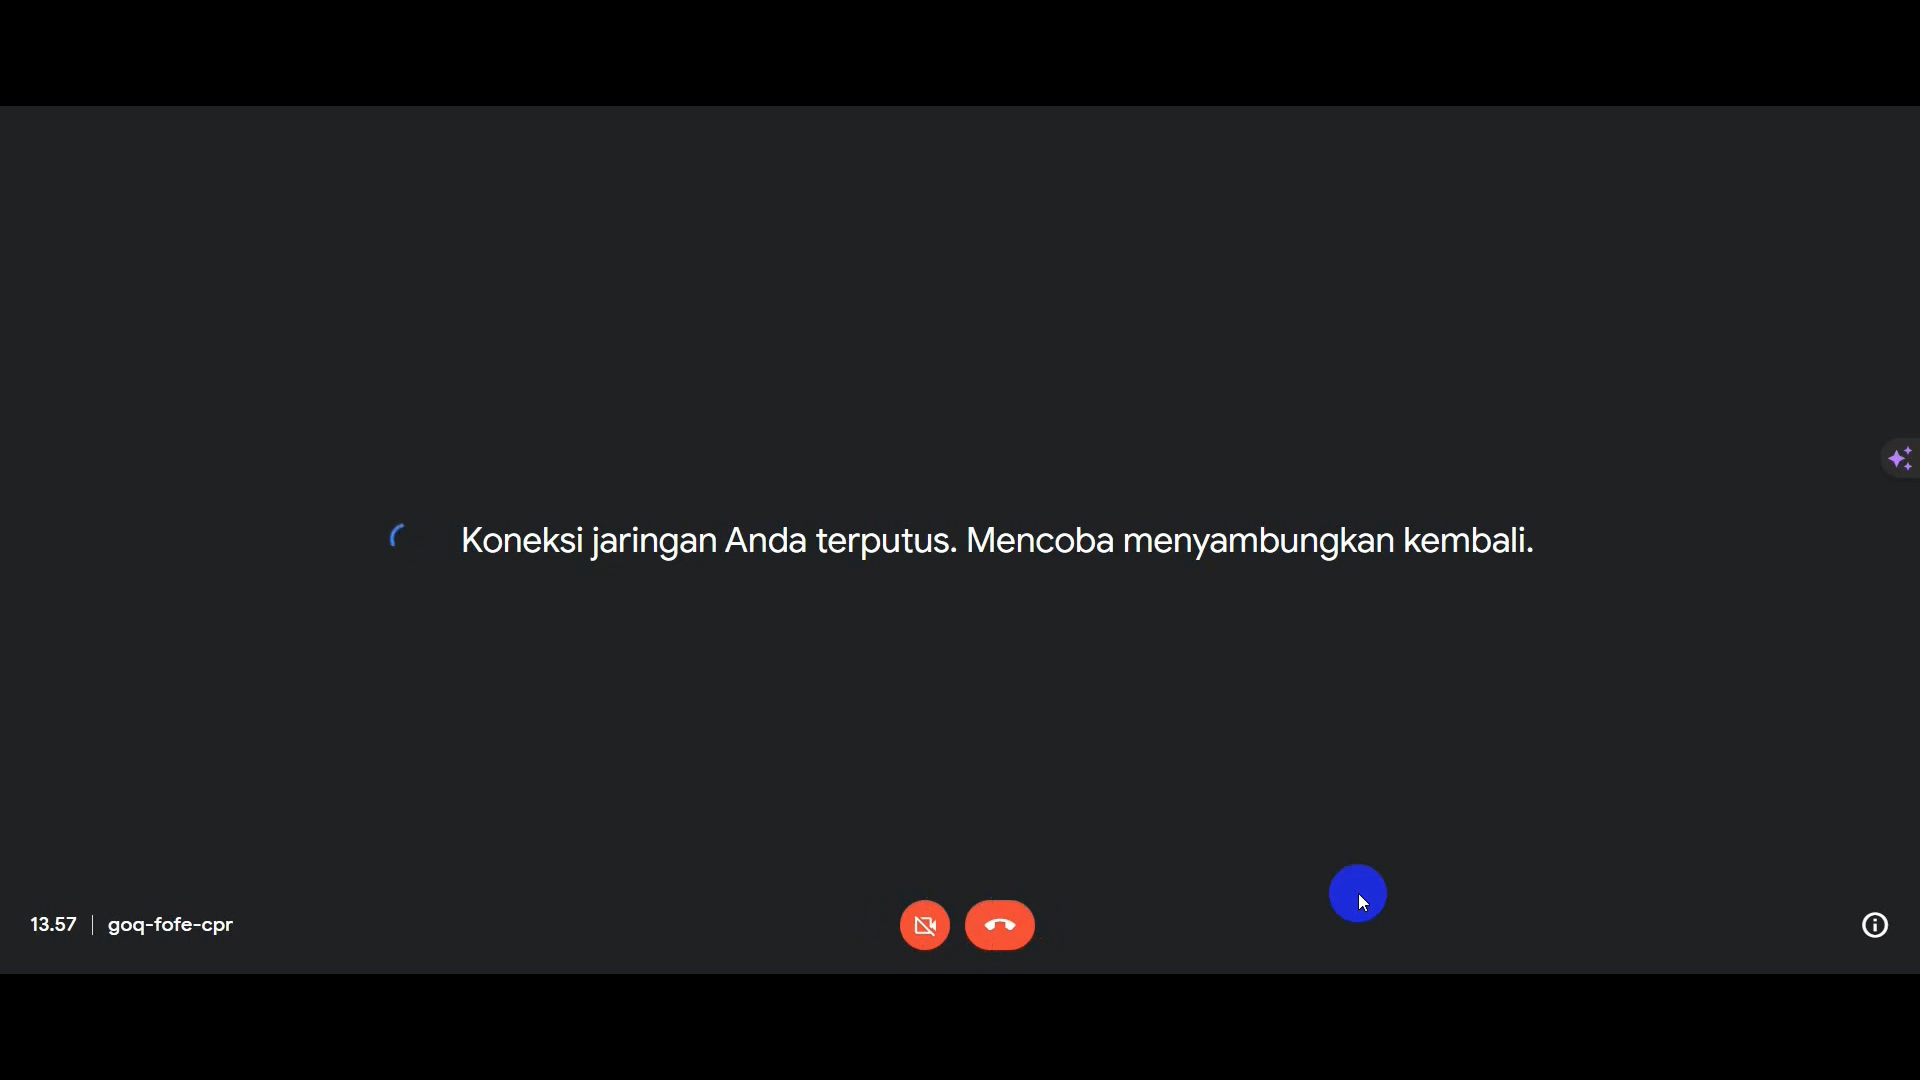 Koneksi jaringan Anda terputus. Mencoba menyambungkan kembali.
13.57 | goq-fofe-cpr